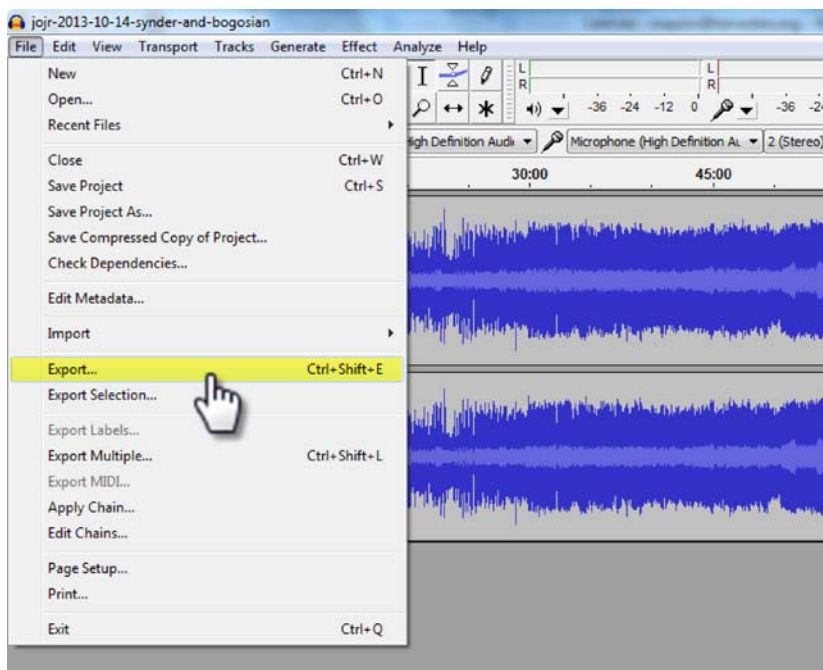 jojr-2013-10-14-synder-and-bogosian
File Edit View Transport Tracks Generate Effect Analyze Help
New Ctrl+N
Open... Ctrl+O
Recent Files
Close Ctrl+W
Save Project Ctrl+S
Save Project As...
Save Compressed Copy of Project...
Check Dependencies...
Edit Metadata...
Import
Export... Ctrl+Shift+E
Export Selection...
Export Labels...
Export Multiple... Ctrl+Shift+L
Export MIDI...
Apply Chain...
Edit Chains...
Page Setup...
Print...
Exit Ctrl+Q
L L
R R
-36 -24 -12 0 -36 -24
High Definition Audi Microphone (High Definition Au 2 (Stereo)
30:00 45:00